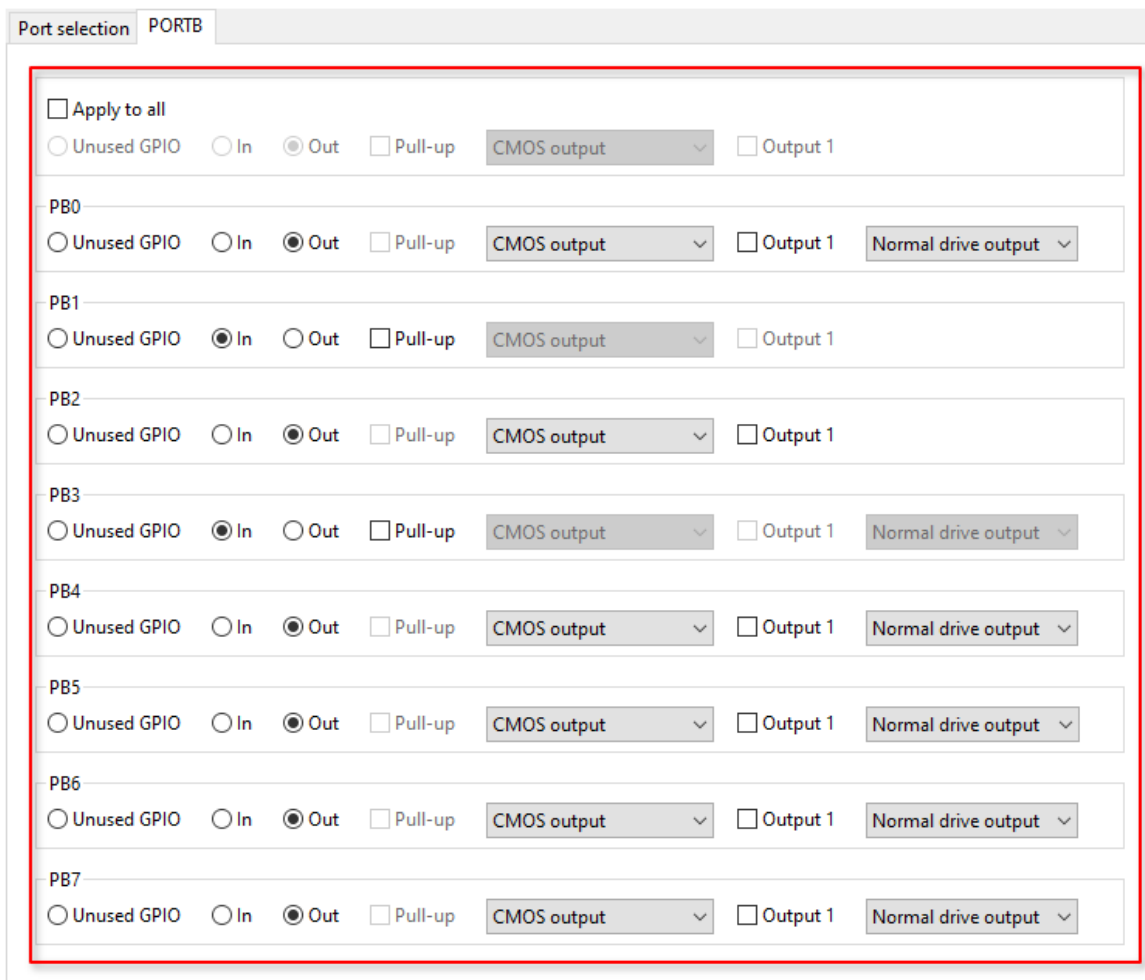 Port selection PORTB
Apply to all
Unused GPIO In Out Pull-up CMOS output Output 1
PB0
Unused GPIO In Out Pull-up CMOS output Output 1 Normal drive output
PB1
Unused GPIO In Out Pull-up CMOS output Output 1
PB2
Unused GPIO In Out Pull-up CMOS output Output 1
PB3
Unused GPIO In Out Pull-up CMOS output Output 1 Normal drive output
PB4
Unused GPIO In Out Pull-up CMOS output Output 1 Normal drive output
PB5
Unused GPIO In Out Pull-up CMOS output Output 1 Normal drive output
PB6
Unused GPIO In Out Pull-up CMOS output Output 1 Normal drive output
PB7
Unused GPIO In Out Pull-up CMOS output Output 1 Normal drive output